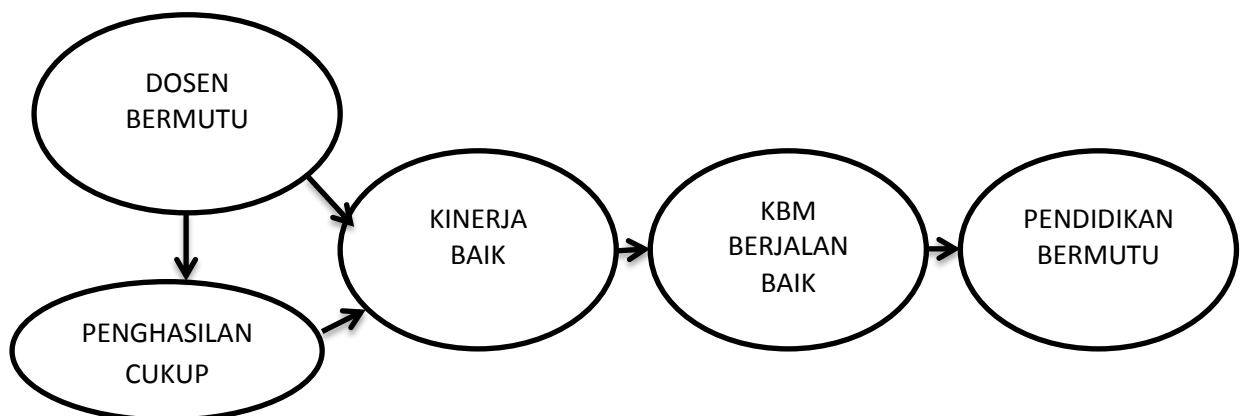 DOSEN
BERMUTU
PENGHASILAN
CUKUP
KINERJA
BAIK
KBM
BERJALAN
BAIK
PENDIDIKAN
BERMUTU